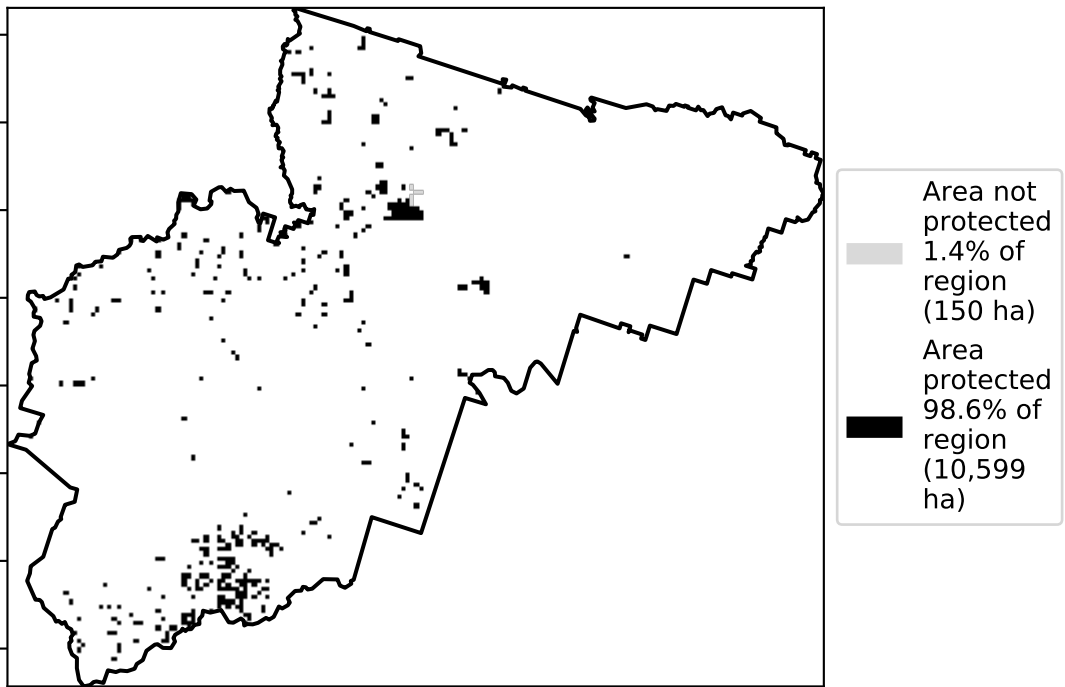 Area not
protected
1.4% of
region
(150 ha)
Area
protected
98.6% of
region
(10,599
ha)